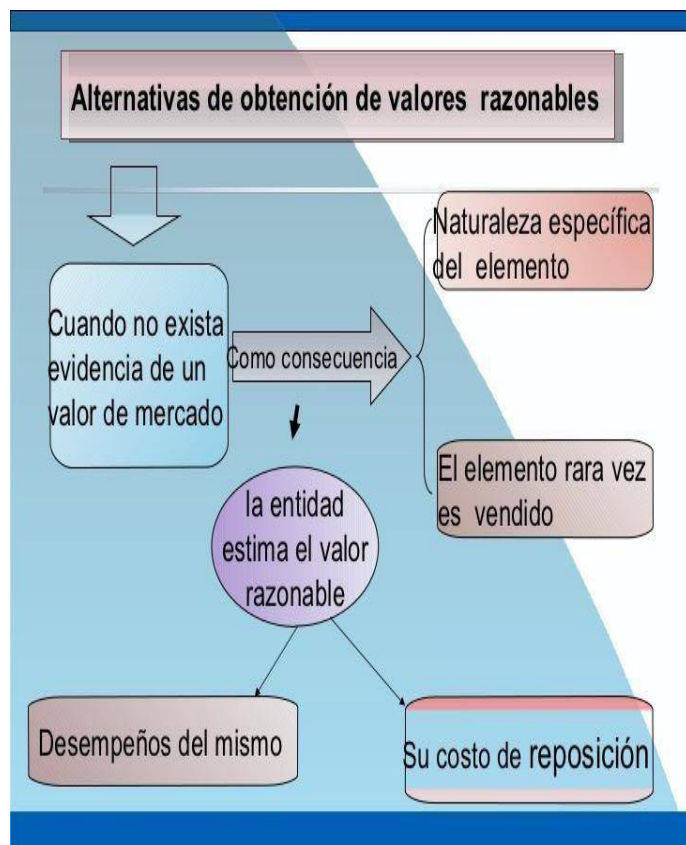 Alternativas de obtención de valores razonables
Naturaleza específica
del elemento
Cuando no exista
evidencia de un
valor de mercado
Como consecuencia
El elemento rara vez
es vendido
la entidad
estima el valor
razonable
Desempeños del mismo
Su costo de reposición